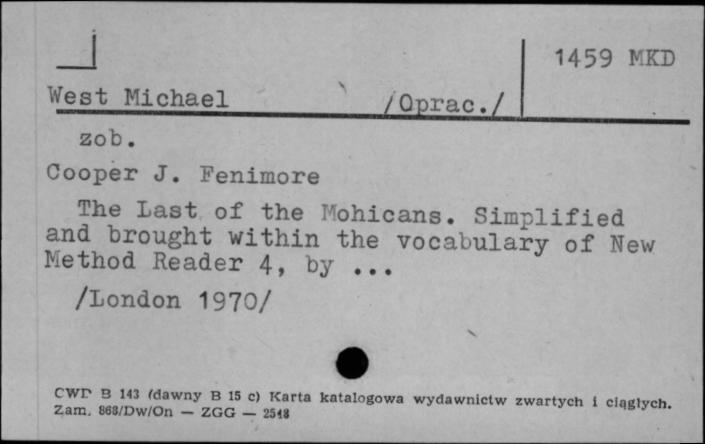 1459 MKD
West Michael /Oprac./
zob.
Cooper J. Fenimore
The Last of the Mohicans. Simplified
and brought within the vocabulary of New
Method Reader 4, by ...
/London 1970/
CWD B 143 (dawny B 15 c) Karta katalogowa wydawnictw zwartych i ciągłych.
Zam. 868/Dw/On — ZGG — 2548